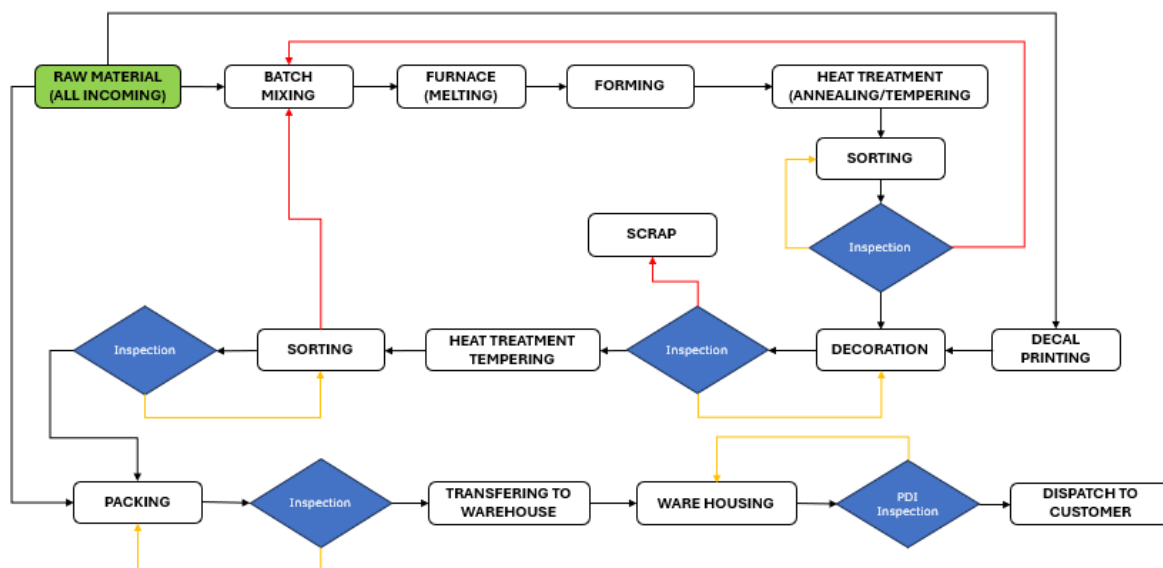 RAW MATERIAL
(ALL INCOMING)
BATCH
MIXING
FURNACE
(MELTING)
FORMING
HEAT TREATMENT
(ANNEALING/TEMPERING
SORTING
Inspection
SCRAP
Inspection
SORTING
HEAT TREATMENT
TEMPERING
Inspection
DECORATION
DECAL
PRINTING
PACKING
Inspection
TRANSFERING TO
WAREHOUSE
WARE HOUSING
PDI
Inspection
DISPATCH TO
CUSTOMER